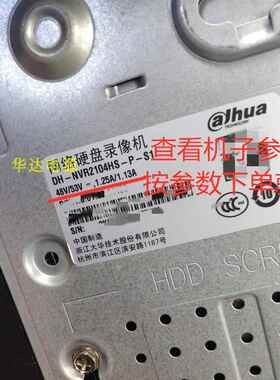 alhua
网络硬盘录像机
DH-NVR2104HS-P-S1
48V/53V ⎓ 1.25A/1.13A
查看机子参
按参数下单
华达电子
S/N:
中国制造
浙江大华技术股份有限公司
杭州市滨江区滨安路1187号
HDD SCR